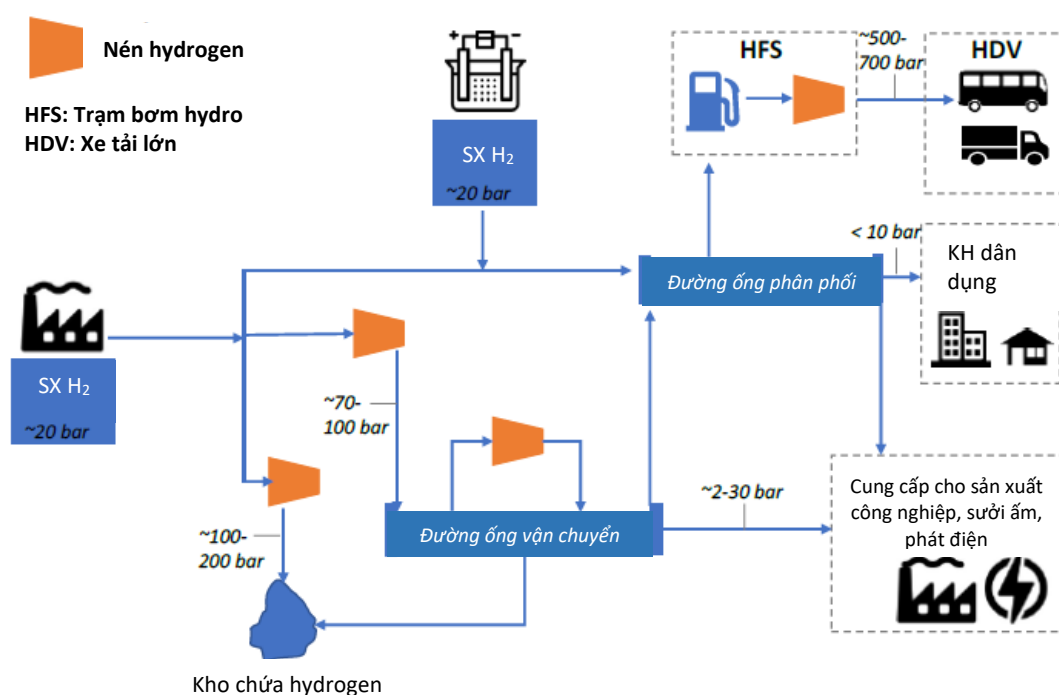 Nén hydrogen
HFS: Trạm bơm hydro
HDV: Xe tải lớn
+ −
SX H₂
~20 bar
HFS
~500-
700 bar
HDV
< 10 bar
KH dân
dụng
Đường ống phân phối
SX H₂
~20 bar
~70-
100 bar
~100-
200 bar
Đường ống vận chuyển
~2-30 bar
Cung cấp cho sản xuất
công nghiệp, sưởi ấm,
phát điện
Kho chứa hydrogen